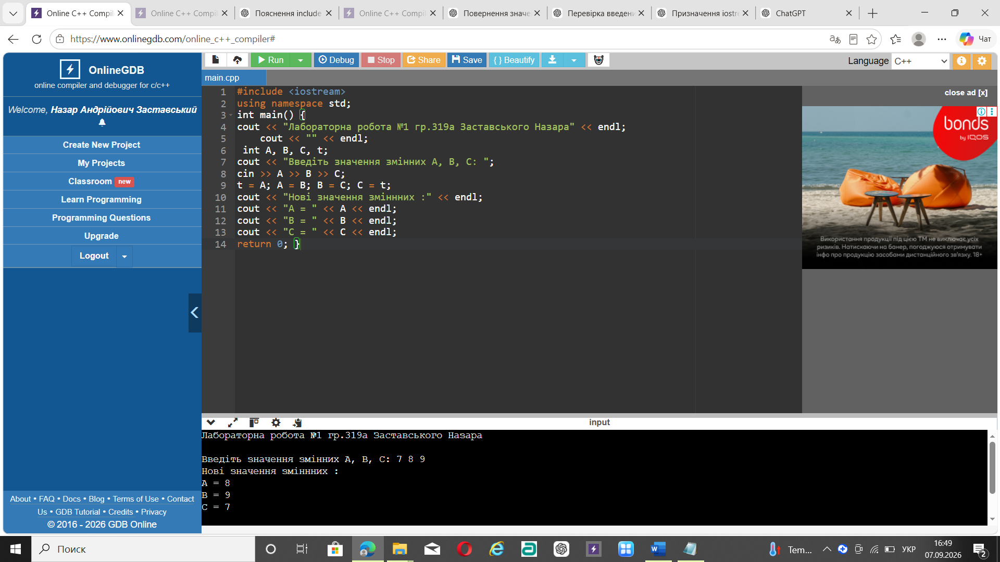 Online C++ Compil
Online C++ Compil
Пояснення include
Online C++ Compil
Повернення значе
Перевірка введенн
Призначення iostre
ChatGPT
https://www.onlinegdb.com/online_c++_compiler#
Чат
OnlineGDB
online compiler and debugger for c/c++
Welcome, Назар Андрійович Заставський
Create New Project
My Projects
Classroom new
Learn Programming
Programming Questions
Upgrade
Logout
About • FAQ • Docs • Blog • Terms of Use • Contact
Us • GDB Tutorial • Credits • Privacy
© 2016 - 2026 GDB Online
Run
Debug
Stop
Share
Save
{ } Beautify
Language C++
main.cpp
1 #include <iostream>
2 using namespace std;
3 int main() {
4 cout << "Лабораторна робота №1 гр.319а Заставського Назара" << endl;
5     cout << "" << endl;
6  int A, B, C, t;
7 cout << "Введіть значення змінних A, B, C: ";
8 cin >> A >> B >> C;
9 t = A; A = B; B = C; C = t;
10 cout << "Нові значення зміннних :" << endl;
11 cout << "A = " << A << endl;
12 cout << "B = " << B << endl;
13 cout << "C = " << C << endl;
14 return 0; }
close ad [x]
bonds
by IQOS
Використання продукції під цією ТМ не виключає усіх
ризиків. Натискаючи на банер, погоджуюся отримувати
інфо про продукцію засобами дистанційного зв'язку. 18+
input
Лабораторна робота №1 гр.319а Заставського Назара
Введіть значення змінних A, B, C: 7 8 9
Нові значення зміннних :
A = 8
B = 9
C = 7
Поиск
Tem...
УКР
16:49
07.09.2026
2